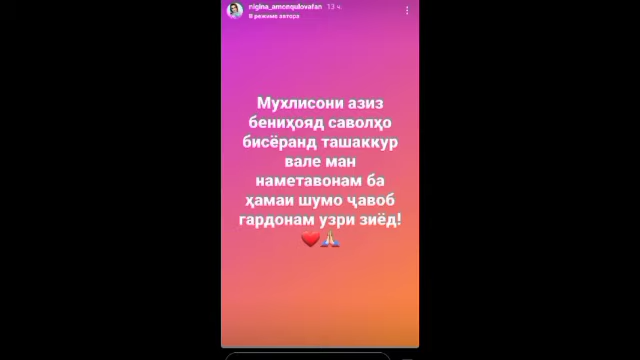 nigina_amonqulovafan 13 ч.
В режиме автора
Мухлисони азиз
бениҳояд саволҳо
бисёранд ташаккур
вале ман
наметавонам ба
ҳамаи шумо ҷавоб
гардонам узри зиёд!
❤️🙏🏼